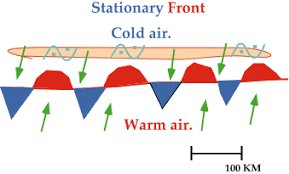 Stationary Front
Cold air.
Warm air.
100 KM